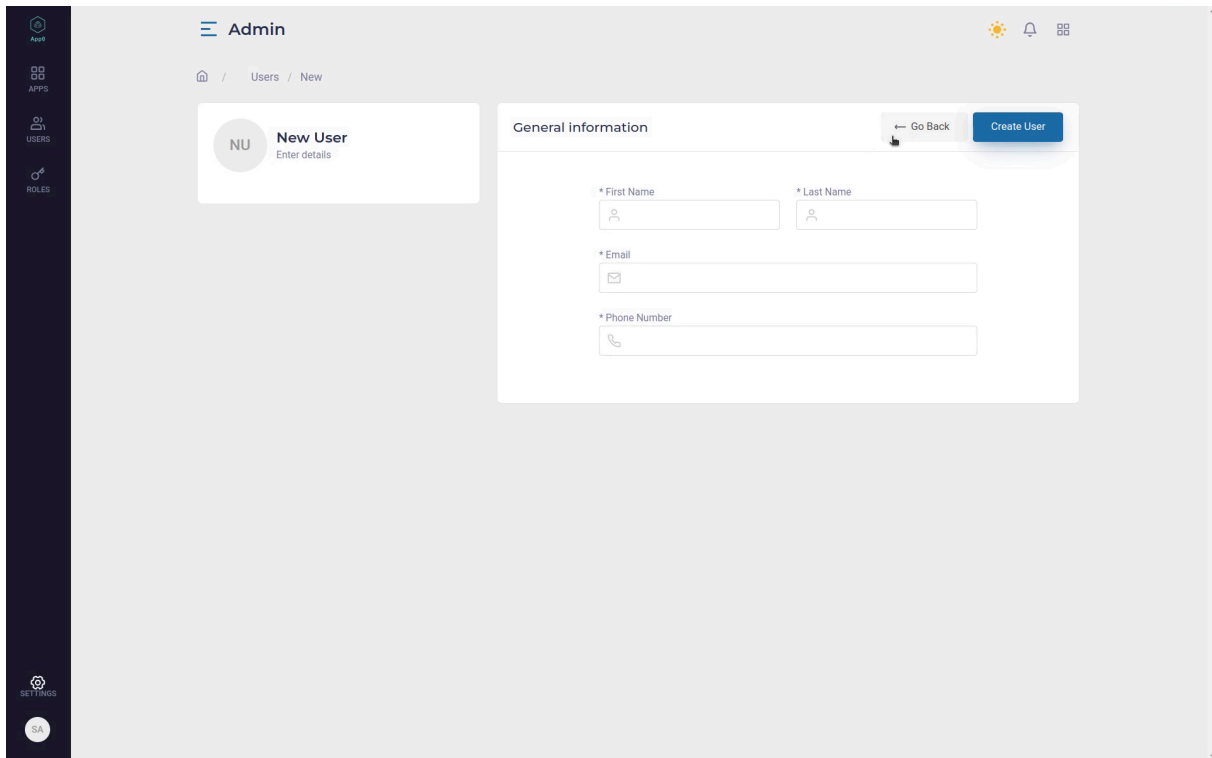 App0
Admin
APPS
/ Users / New
USERS
NU
New User
Enter details
General information
← Go Back
Create User
ROLES
* First Name
* Last Name
* Email
* Phone Number
SETTINGS
SA